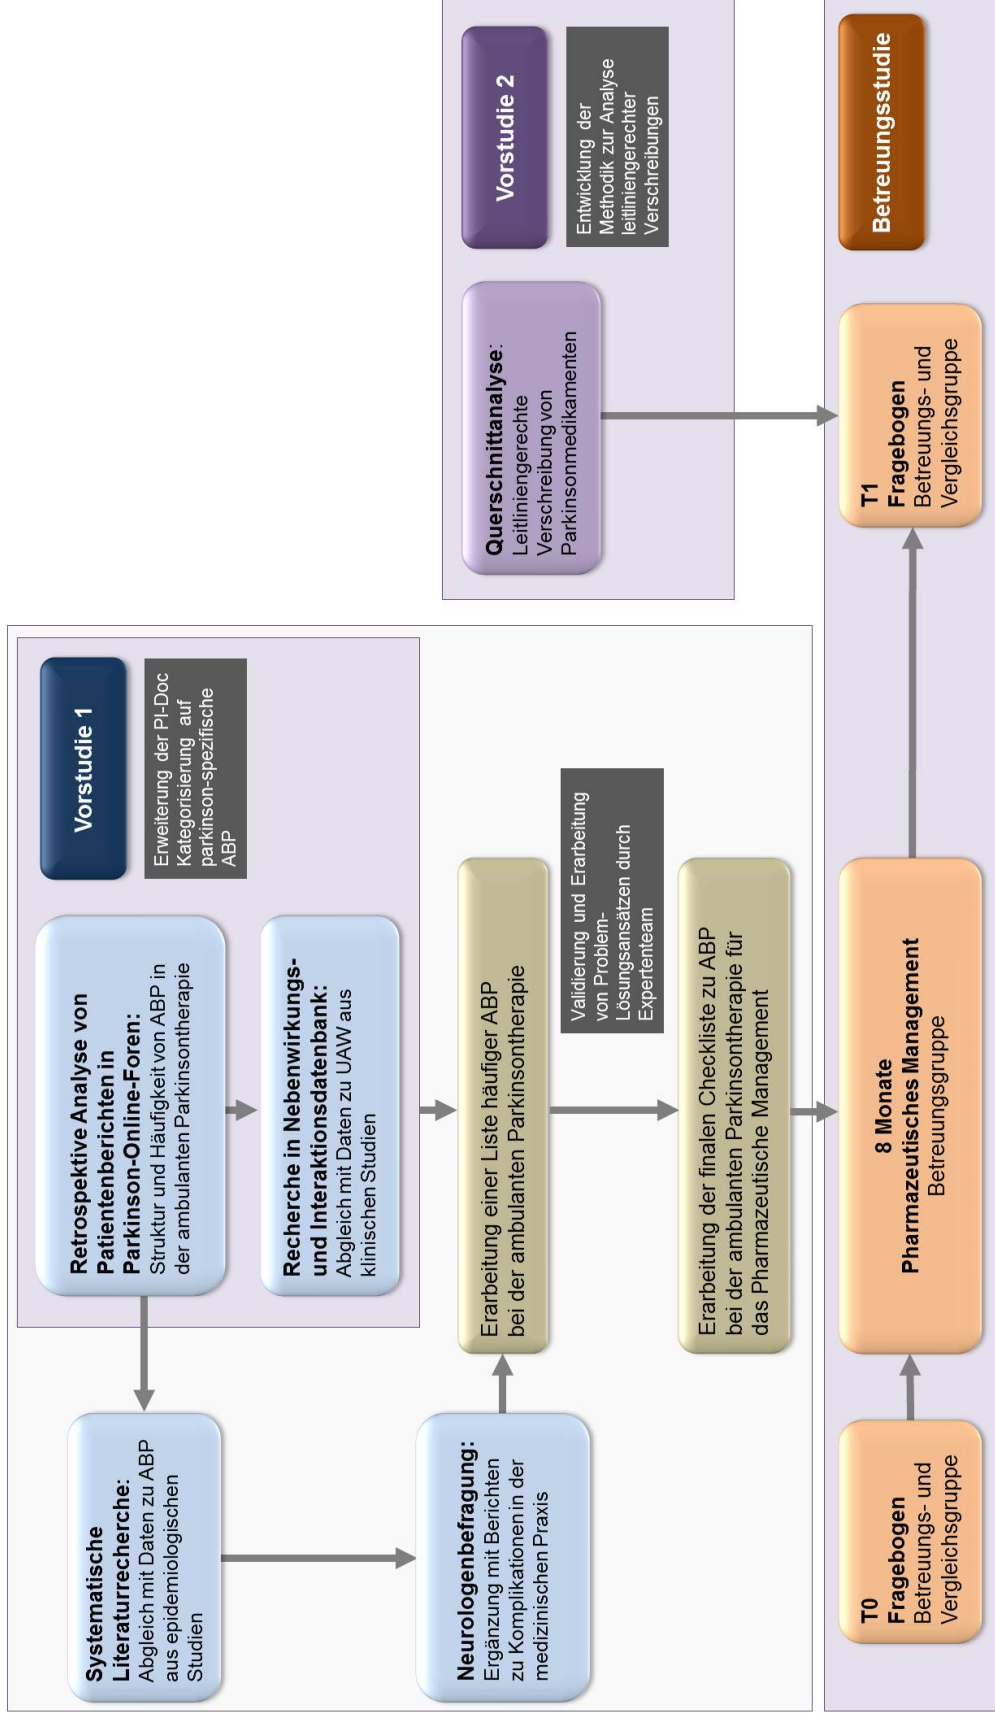 Systematische
Literaturrecherche:
Abgleich mit Daten zu ABP
aus epidemiologischen
Studien
Retrospektive Analyse von
Patientenberichten in
Parkinson-Online-Foren:
Struktur und Häufigkeit von ABP in
der ambulanten Parkinsontherapie
Vorstudie 1
Erweiterung der PI-Doc
Kategorisierung auf
parkinson-spezifische
ABP
Recherche in Nebenwirkungs-
und Interaktionsdatenbank:
Abgleich mit Daten zu UAW aus
klinischen Studien
Neurologenbefragung:
Ergänzung mit Berichten
zu Komplikationen in der
medizinischen Praxis
Erarbeitung einer Liste häufiger ABP
bei der ambulanten Parkinsontherapie
Validierung und Erarbeitung
von Problem-
Lösungsansätzen durch
Expertenteam
Erarbeitung der finalen Checkliste zu ABP
bei der ambulanten Parkinsontherapie für
das Pharmazeutische Management
Querschnittanalyse:
Leitliniengerechte
Verschreibung von
Parkinsonmedikamenten
Vorstudie 2
Entwicklung der
Methodik zur Analyse
leitliniengerechter
Verschreibungen
T0
Fragebogen
Betreuungs- und
Vergleichsgruppe
8 Monate
Pharmazeutisches Management
Betreuungsgruppe
T1
Fragebogen
Betreuungs- und
Vergleichsgruppe
Betreuungsstudie